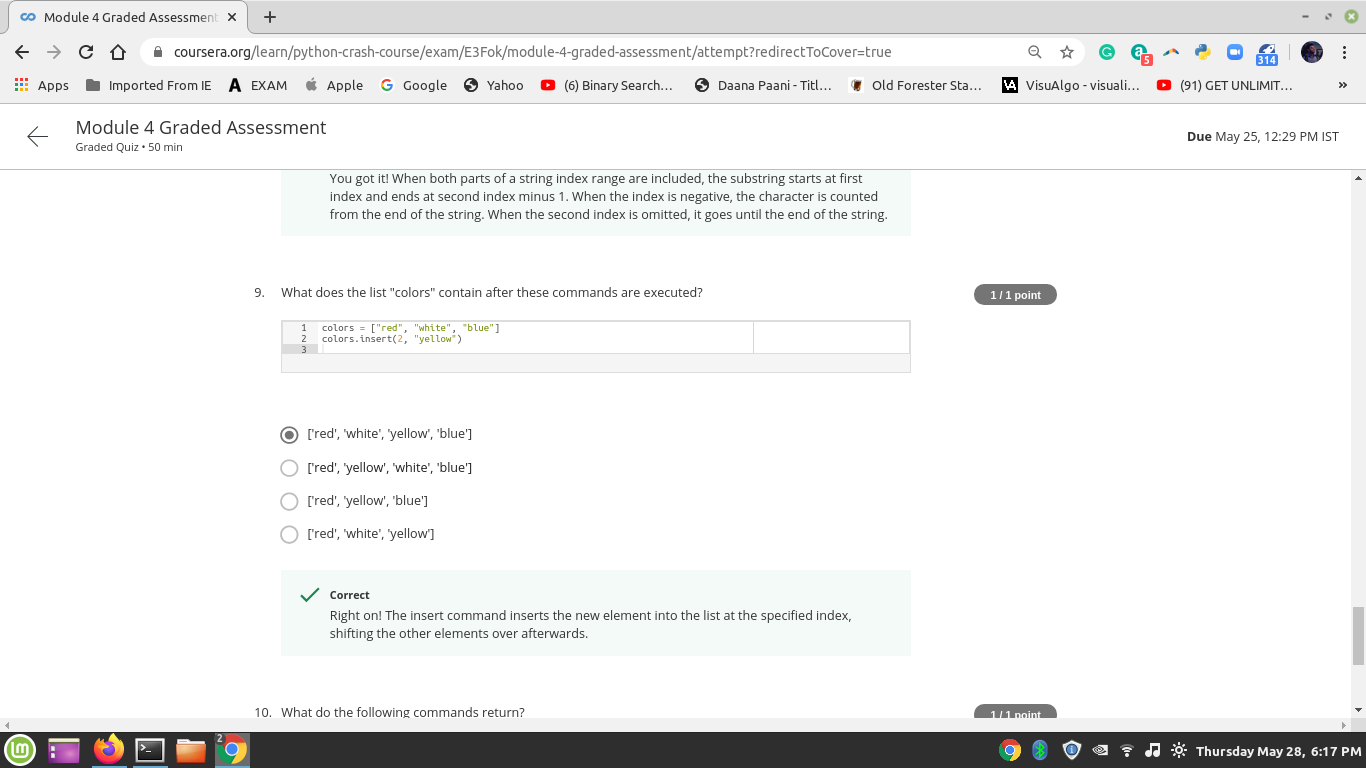 Module 4 Graded Assessment
coursera.org/learn/python-crash-course/exam/E3Fok/module-4-graded-assessment/attempt?redirectToCover=true
5
314
Apps Imported From IE EXAM Apple Google Yahoo (6) Binary Search... Daana Paani - Titl... Old Forester Sta... VisuAlgo - visuali... (91) GET UNLIMIT... »
Module 4 Graded Assessment
Graded Quiz • 50 min
Due May 25, 12:29 PM IST
You got it! When both parts of a string index range are included, the substring starts at first
index and ends at second index minus 1. When the index is negative, the character is counted
from the end of the string. When the second index is omitted, it goes until the end of the string.
9. What does the list "colors" contain after these commands are executed?
1 / 1 point
1 colors = ["red", "white", "blue"]
2 colors.insert(2, "yellow")
3
['red', 'white', 'yellow', 'blue']
['red', 'yellow', 'white', 'blue']
['red', 'yellow', 'blue']
['red', 'white', 'yellow']
Correct
Right on! The insert command inserts the new element into the list at the specified index,
shifting the other elements over afterwards.
10. What do the following commands return?
1 / 1 point
2
Thursday May 28, 6:17 PM